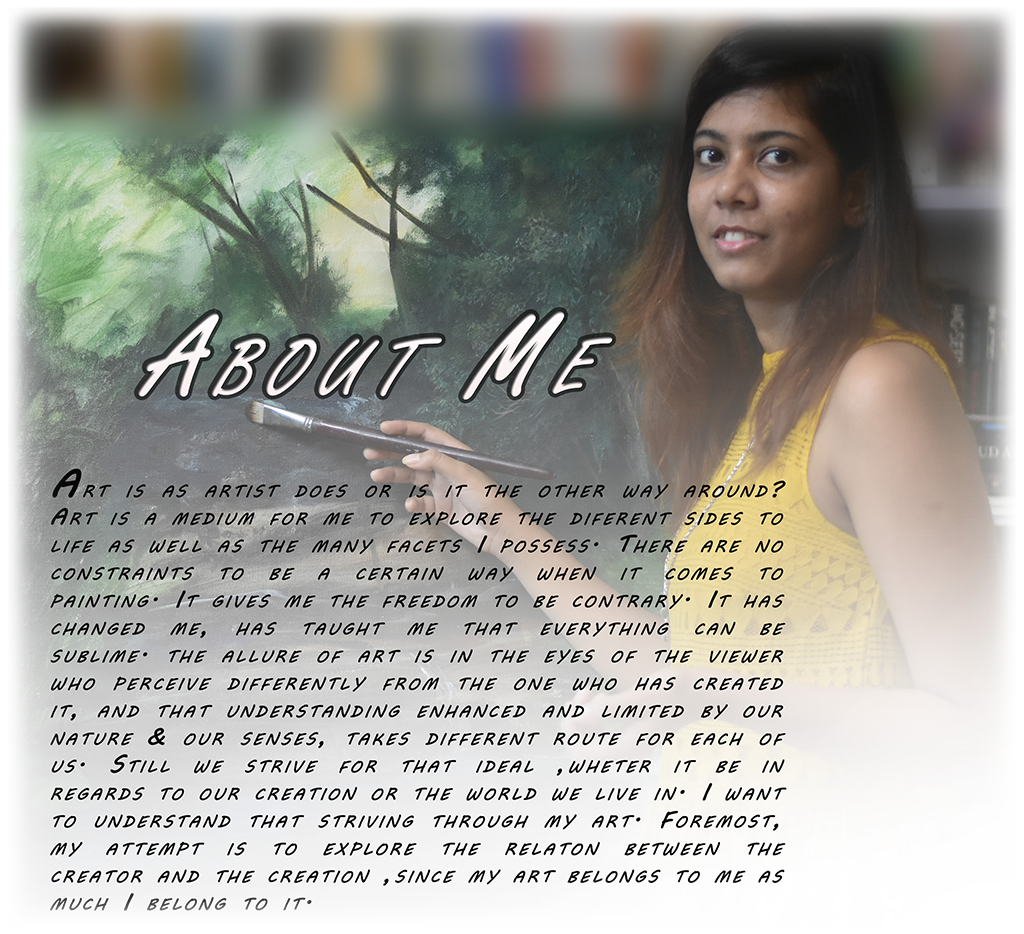 About Me
Art is as artist does or is it the other way around?
Art is a medium for me to explore the diferent sides to
life as well as the many facets I possess. There are no
constraints to be a certain way when it comes to
painting. It gives me the freedom to be contrary. It has
changed me, has taught me that everything can be
sublime. the allure of art is in the eyes of the viewer
who perceive differently from the one who has created
it, and that understanding enhanced and limited by our
nature & our senses, takes different route for each of
us. Still we strive for that ideal ,wheter it be in
regards to our creation or the world we live in. I want
to understand that striving through my art. Foremost,
my attempt is to explore the relaton between the
creator and the creation ,since my art belongs to me as
much I belong to it.